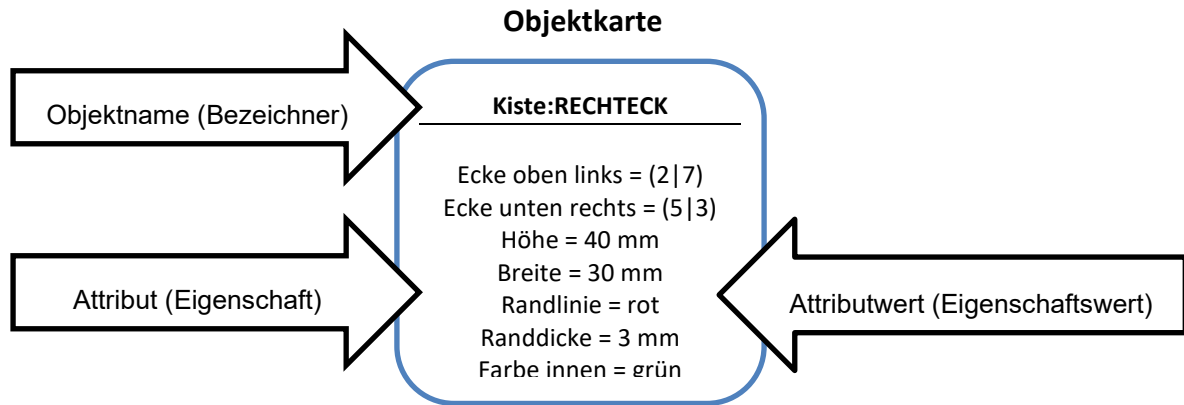 Objektkarte
Objektname (Bezeichner)
Kiste:RECHTECK
Ecke oben links = (2|7)
Ecke unten rechts = (5|3)
Höhe = 40 mm
Breite = 30 mm
Randlinie = rot
Randdicke = 3 mm
Farbe innen = grün
Attribut (Eigenschaft)
Attributwert (Eigenschaftswert)